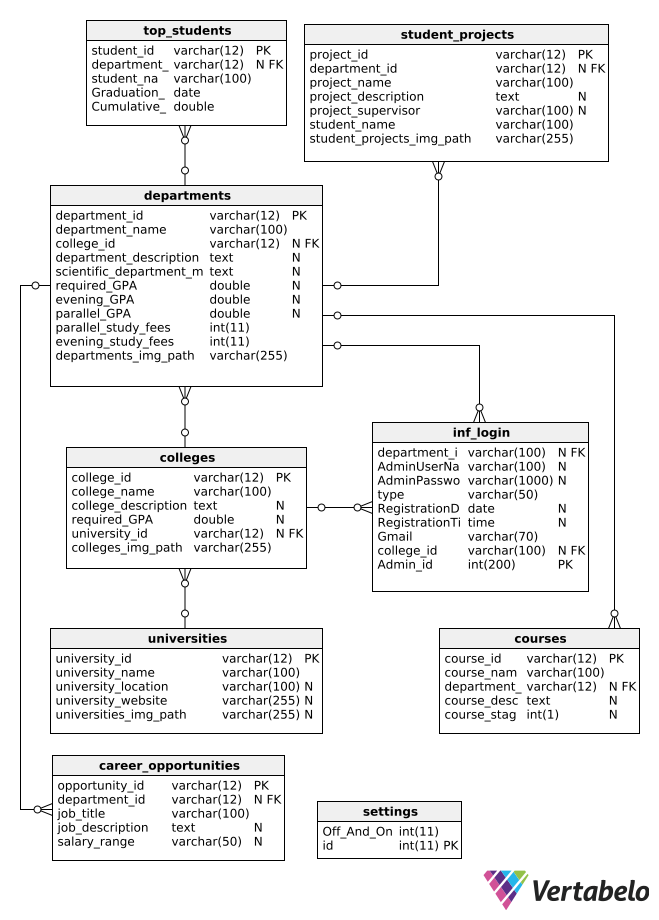 top_students
student_id varchar(12) PK
department_ varchar(12) N FK
student_na varchar(100)
Graduation_ date
Cumulative_ double
student_projects
project_id varchar(12) PK
department_id varchar(12) N FK
project_name varchar(100)
project_description text N
project_supervisor varchar(100) N
student_name varchar(100)
student_projects_img_path varchar(255)
departments
department_id varchar(12) PK
department_name varchar(100)
college_id varchar(12) N FK
department_description text N
scientific_department_m text N
required_GPA double N
evening_GPA double N
parallel_GPA double N
parallel_study_fees int(11)
evening_study_fees int(11)
departments_img_path varchar(255)
colleges
college_id varchar(12) PK
college_name varchar(100)
college_description text N
required_GPA double N
university_id varchar(12) N FK
colleges_img_path varchar(255)
inf_login
department_i varchar(100) N FK
AdminUserNa varchar(100) N
AdminPasswo varchar(1000) N
type varchar(50)
RegistrationD date N
RegistrationTi time N
Gmail varchar(70)
college_id varchar(100) N FK
Admin_id int(200) PK
universities
university_id varchar(12) PK
university_name varchar(100)
university_location varchar(100) N
university_website varchar(255) N
universities_img_path varchar(255) N
courses
course_id varchar(12) PK
course_nam varchar(100)
department_ varchar(12) N FK
course_desc text N
course_stag int(1) N
career_opportunities
opportunity_id varchar(12) PK
department_id varchar(12) N FK
job_title varchar(100)
job_description text N
salary_range varchar(50) N
settings
Off_And_On int(11)
id int(11) PK
Vertabelo